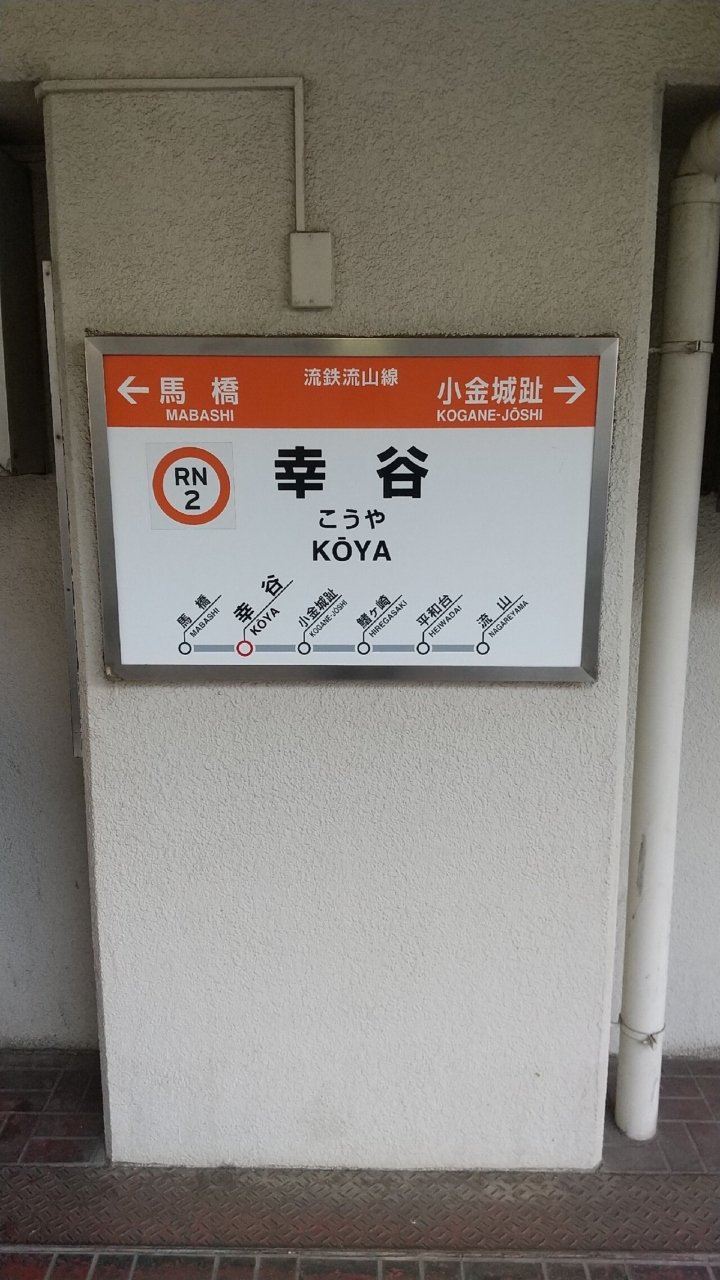 ← 馬橋 流鉄流山線 小金城趾 →
MABASHI KOGANE-JŌSHI
RN
2
幸谷
こうや
KŌYA
馬橋
MABASHI
幸谷
KŌYA
小金城趾
KOGANE-JŌSHI
鰭ヶ崎
HIREGASAKI
平和台
HEIWADAI
流山
NAGAREYAMA